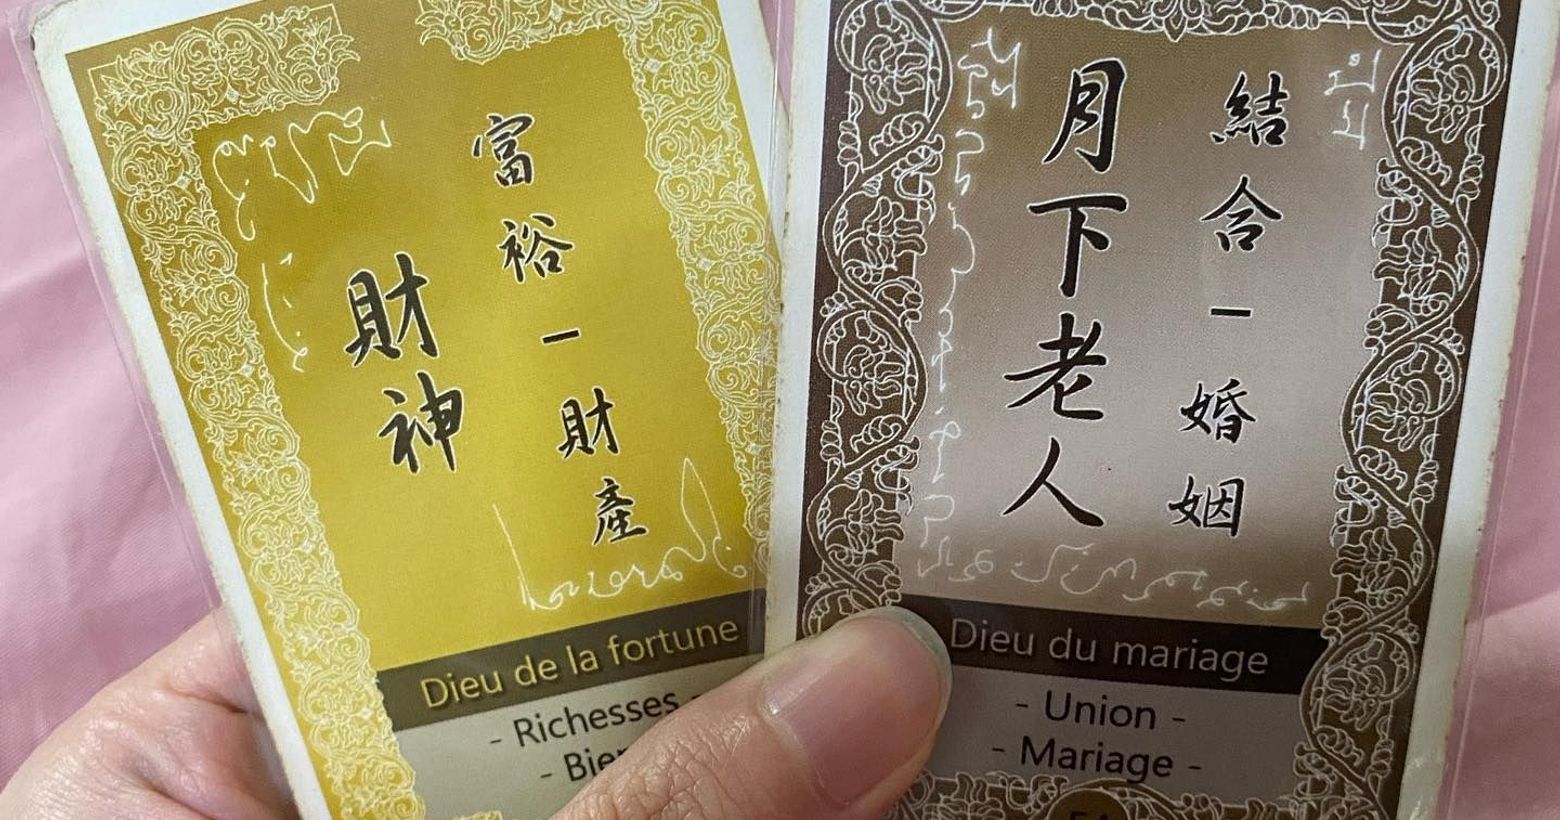 富裕-財產
財神
Dieu de la fortune
- Richesses -
結合-婚姻
月下老人
Dieu du mariage
- Union -
- Mariage -